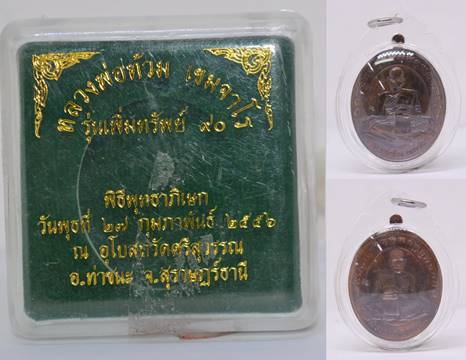 หลวงพ่อท้วม เขมจาโร
รุ่นเพิ่มทรัพย์ ๙๐
พิธีพุทธาภิเษก
วันพุธที่ ๒๗ กุมภาพันธ์ ๒๕๕๖
ณ อุโบสถวัดศรีสุวรรณ
อ.ท่าชนะ จ.สุราษฎร์ธานี